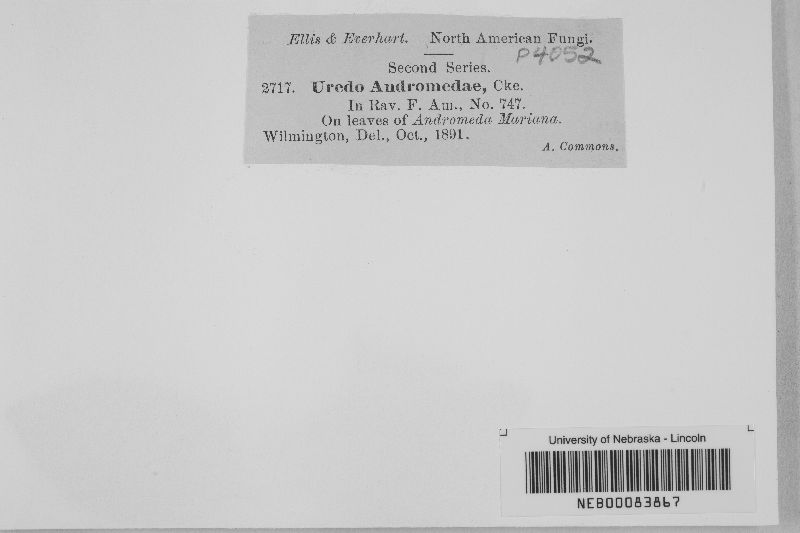 Ellis & Everhart. North American Fungi.
P4052
Second Series.
2717. Uredo Andromedae, Cke.
In Rav. F. Am., No. 747.
On leaves of Andromeda Mariana.
Wilmington, Del., Oct., 1891.
A. Commons.
University of Nebraska - Lincoln
NEB00083867